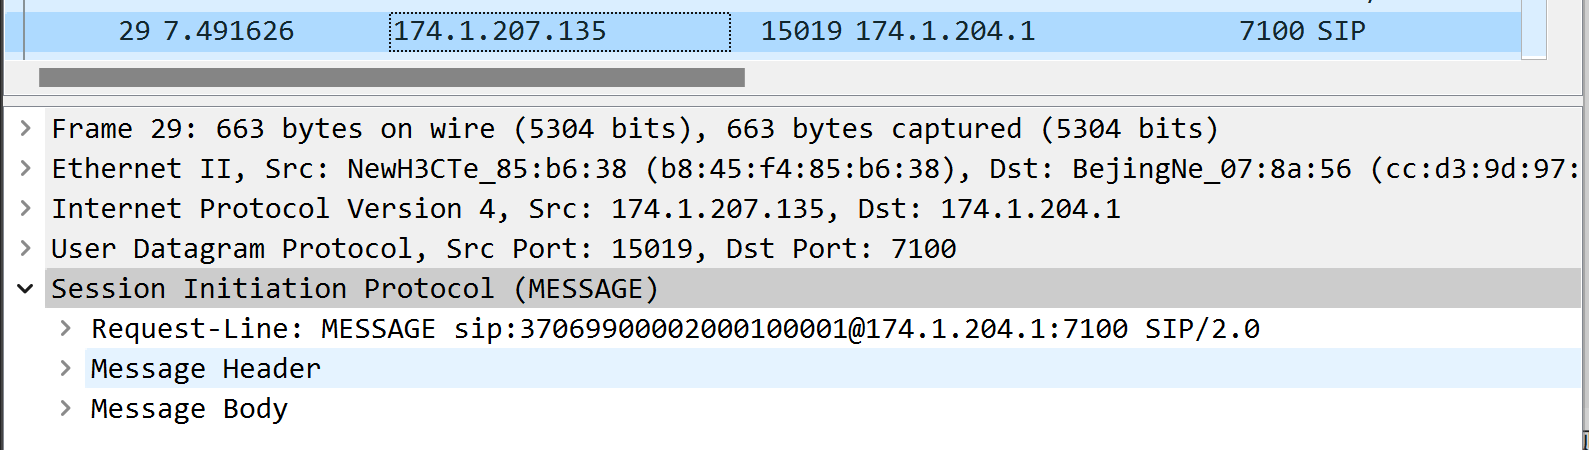 29 7.491626 174.1.207.135 15019 174.1.204.1 7100 SIP
Frame 29: 663 bytes on wire (5304 bits), 663 bytes captured (5304 bits)
Ethernet II, Src: NewH3CTe_85:b6:38 (b8:45:f4:85:b6:38), Dst: BejingNe_07:8a:56 (cc:d3:9d:97:
Internet Protocol Version 4, Src: 174.1.207.135, Dst: 174.1.204.1
User Datagram Protocol, Src Port: 15019, Dst Port: 7100
Session Initiation Protocol (MESSAGE)
Request-Line: MESSAGE sip:37069900002000100001@174.1.204.1:7100 SIP/2.0
Message Header
Message Body